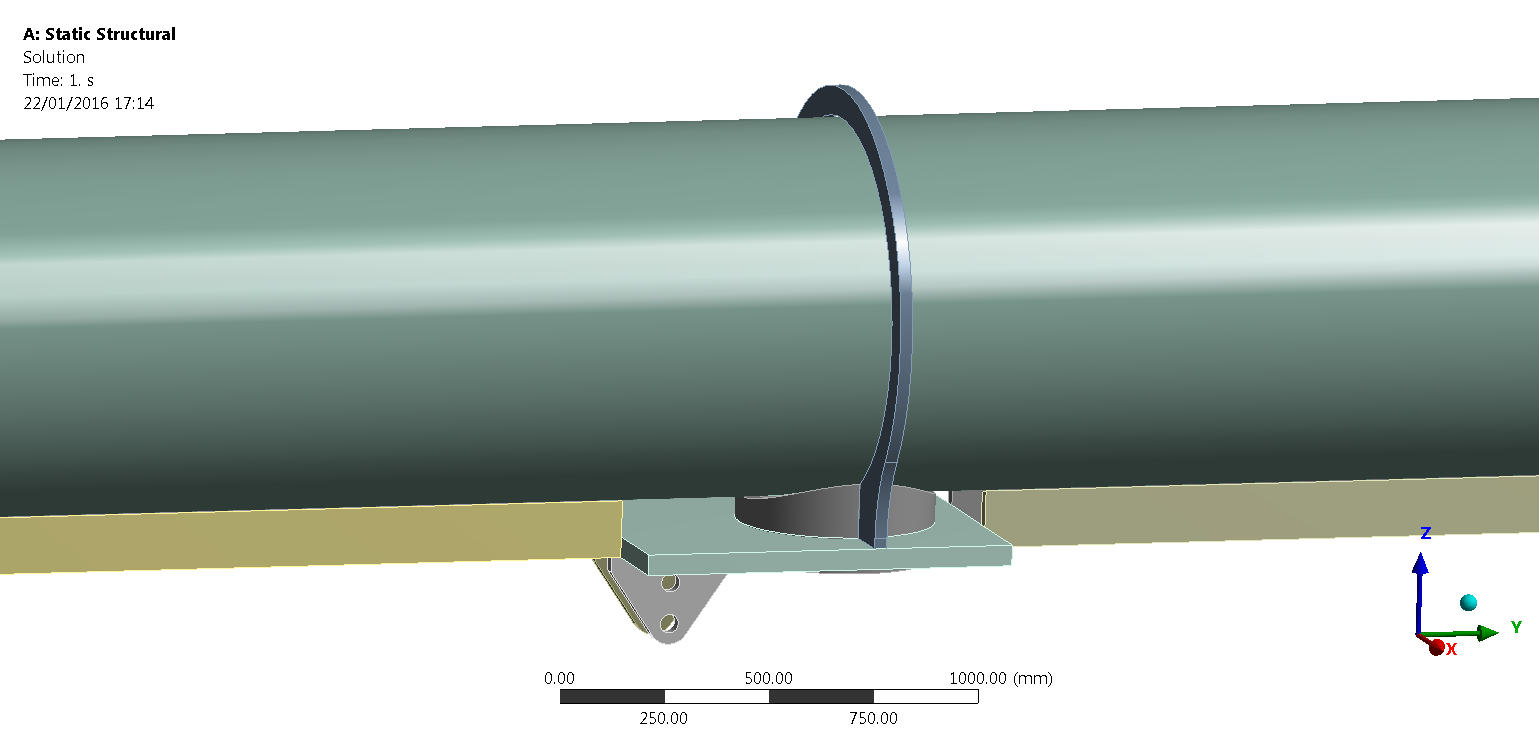 A: Static Structural
Solution
Time: 1. s
22/01/2016 17:14
Z
Y
X
0.00 500.00 1000.00 (mm)
250.00 750.00